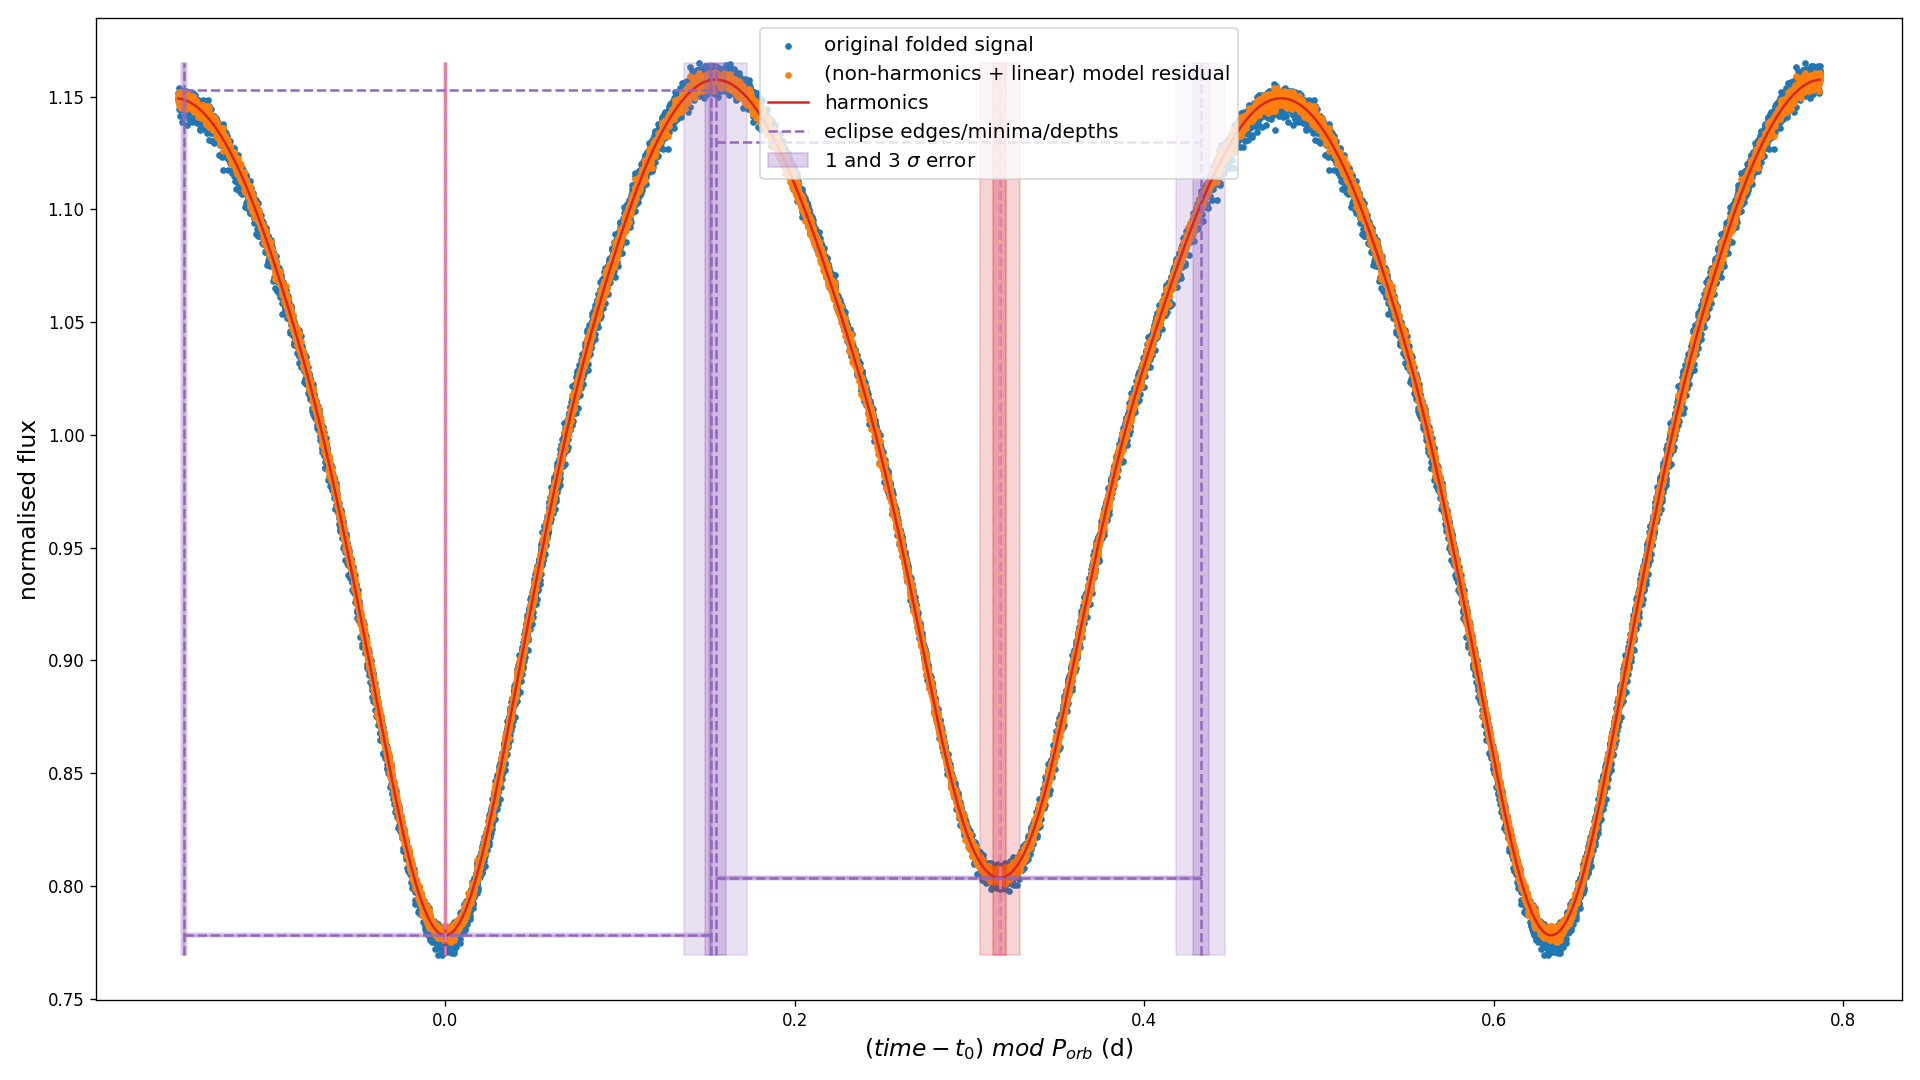 original folded signal
(non-harmonics + linear) model residual
harmonics
eclipse edges/minima/depths
1 and 3 σ error
normalised flux
1.15
1.10
1.05
1.00
0.95
0.90
0.85
0.80
0.75
0.0 0.2 0.4 0.6 0.8
(time − t₀) mod P_orb (d)